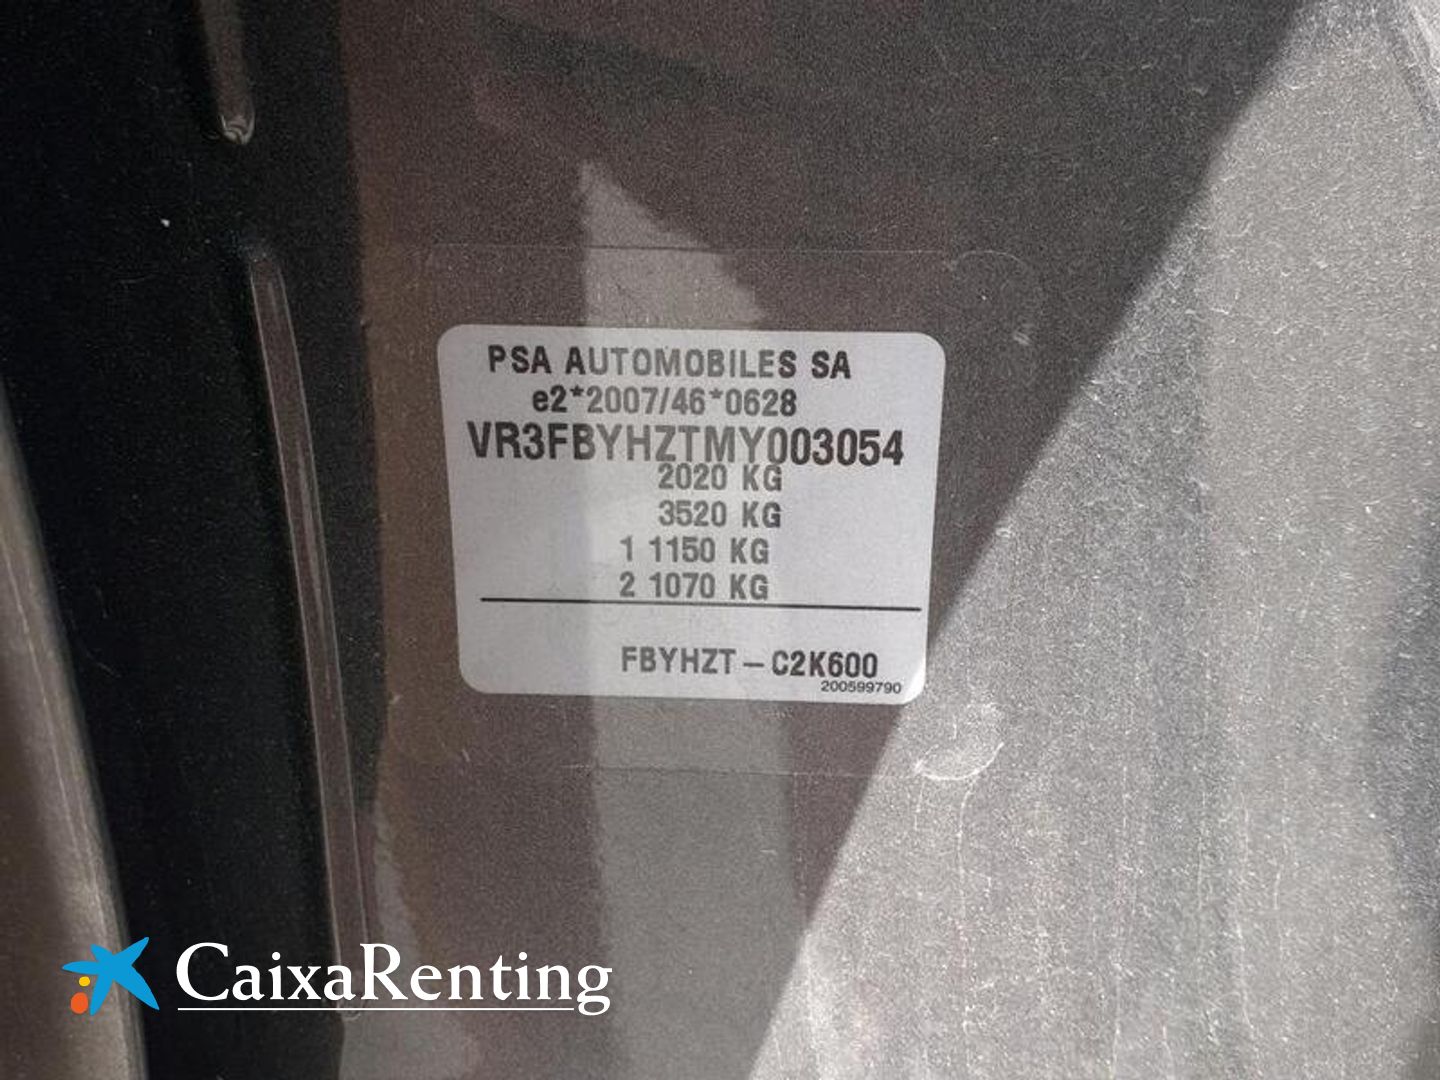 PSA AUTOMOBILES SA
e2*2007/46*0628
VR3FBYHZTMY003054
2020 KG
3520 KG
1 1150 KG
2 1070 KG
FBYHZT - C2K600
200599790
CaixaRenting